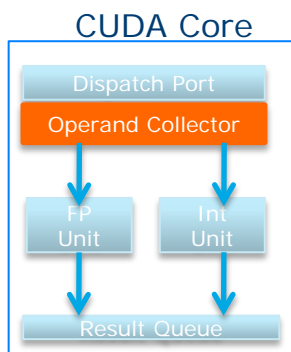 CUDA Core
Dispatch Port
Operand Collector
FP
Unit
Int
Unit
Result Queue